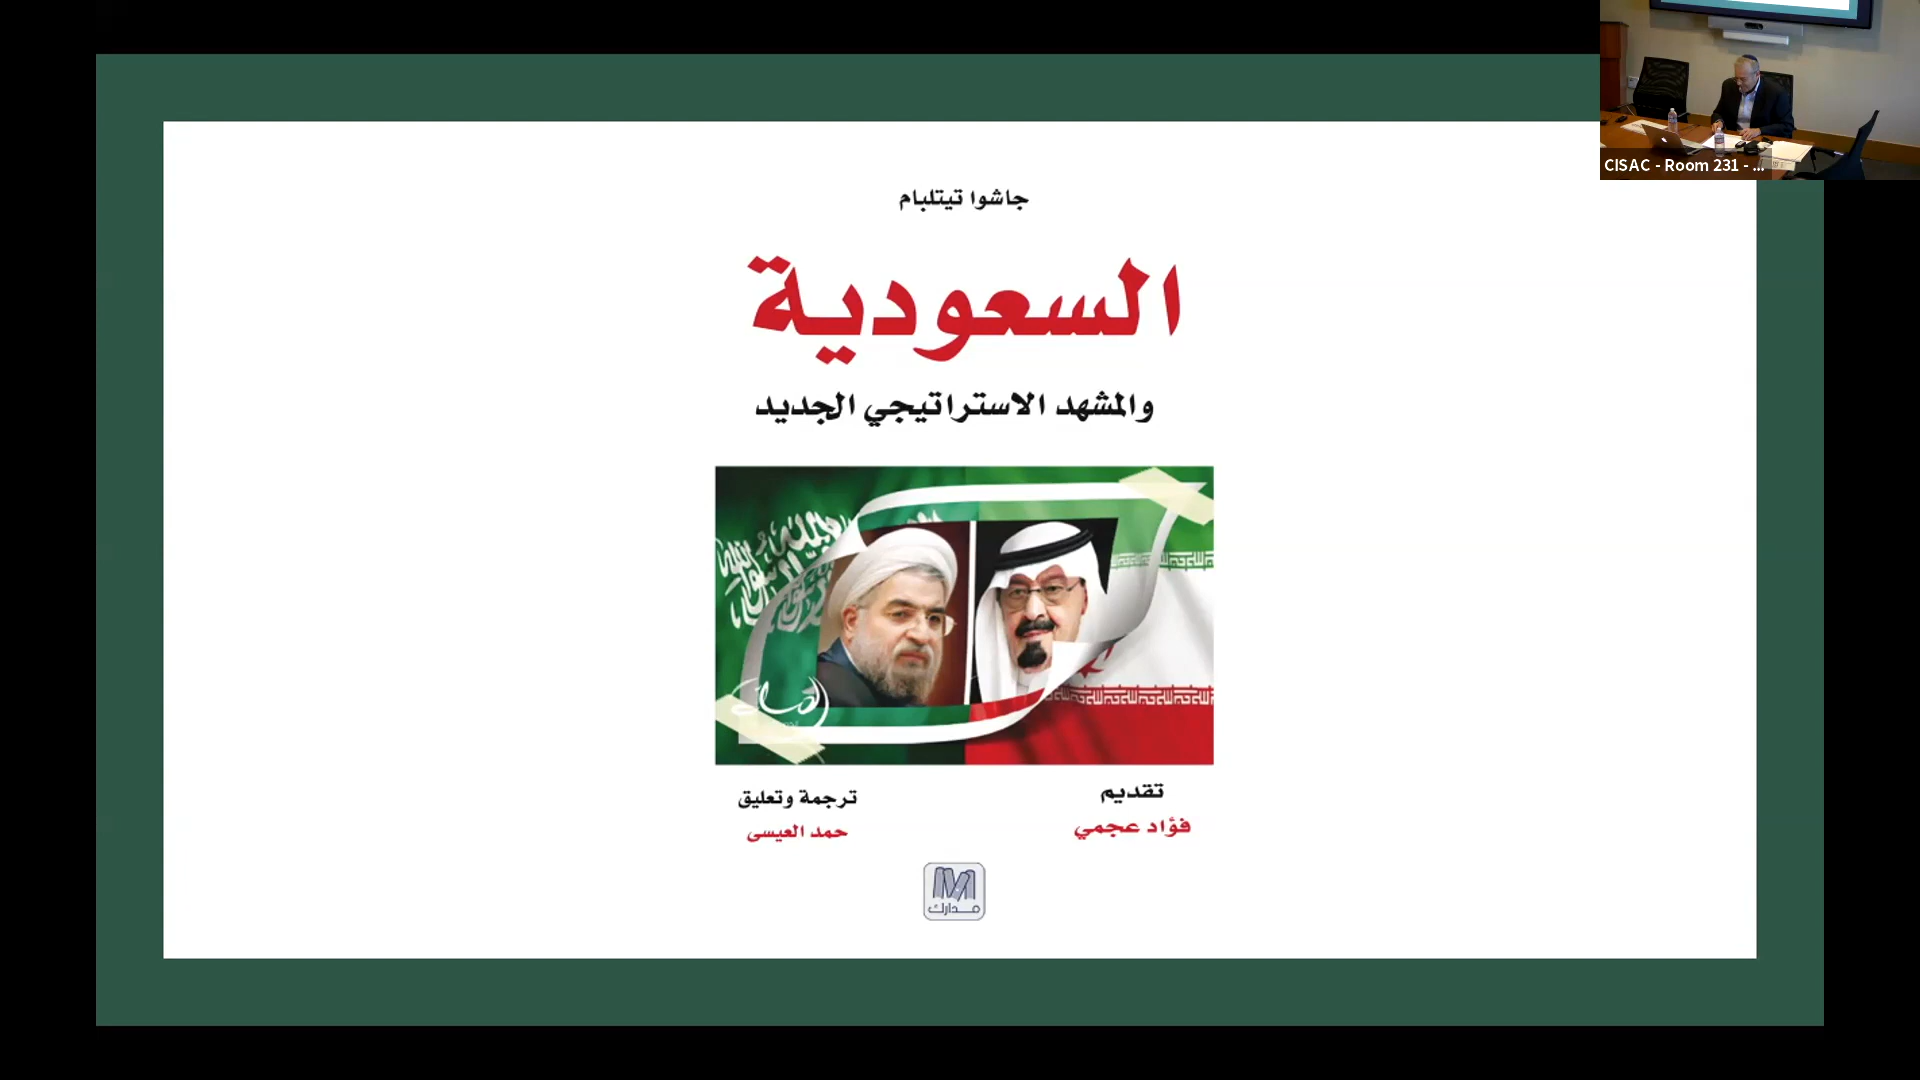 CISAC - Room 231 - ...
جاشوا تيتلبام
السعودية
والمشهد الاستراتيجي الجديد
تقديم
فؤاد عجمي
ترجمة وتعليق
حمد العيسى
مدارك